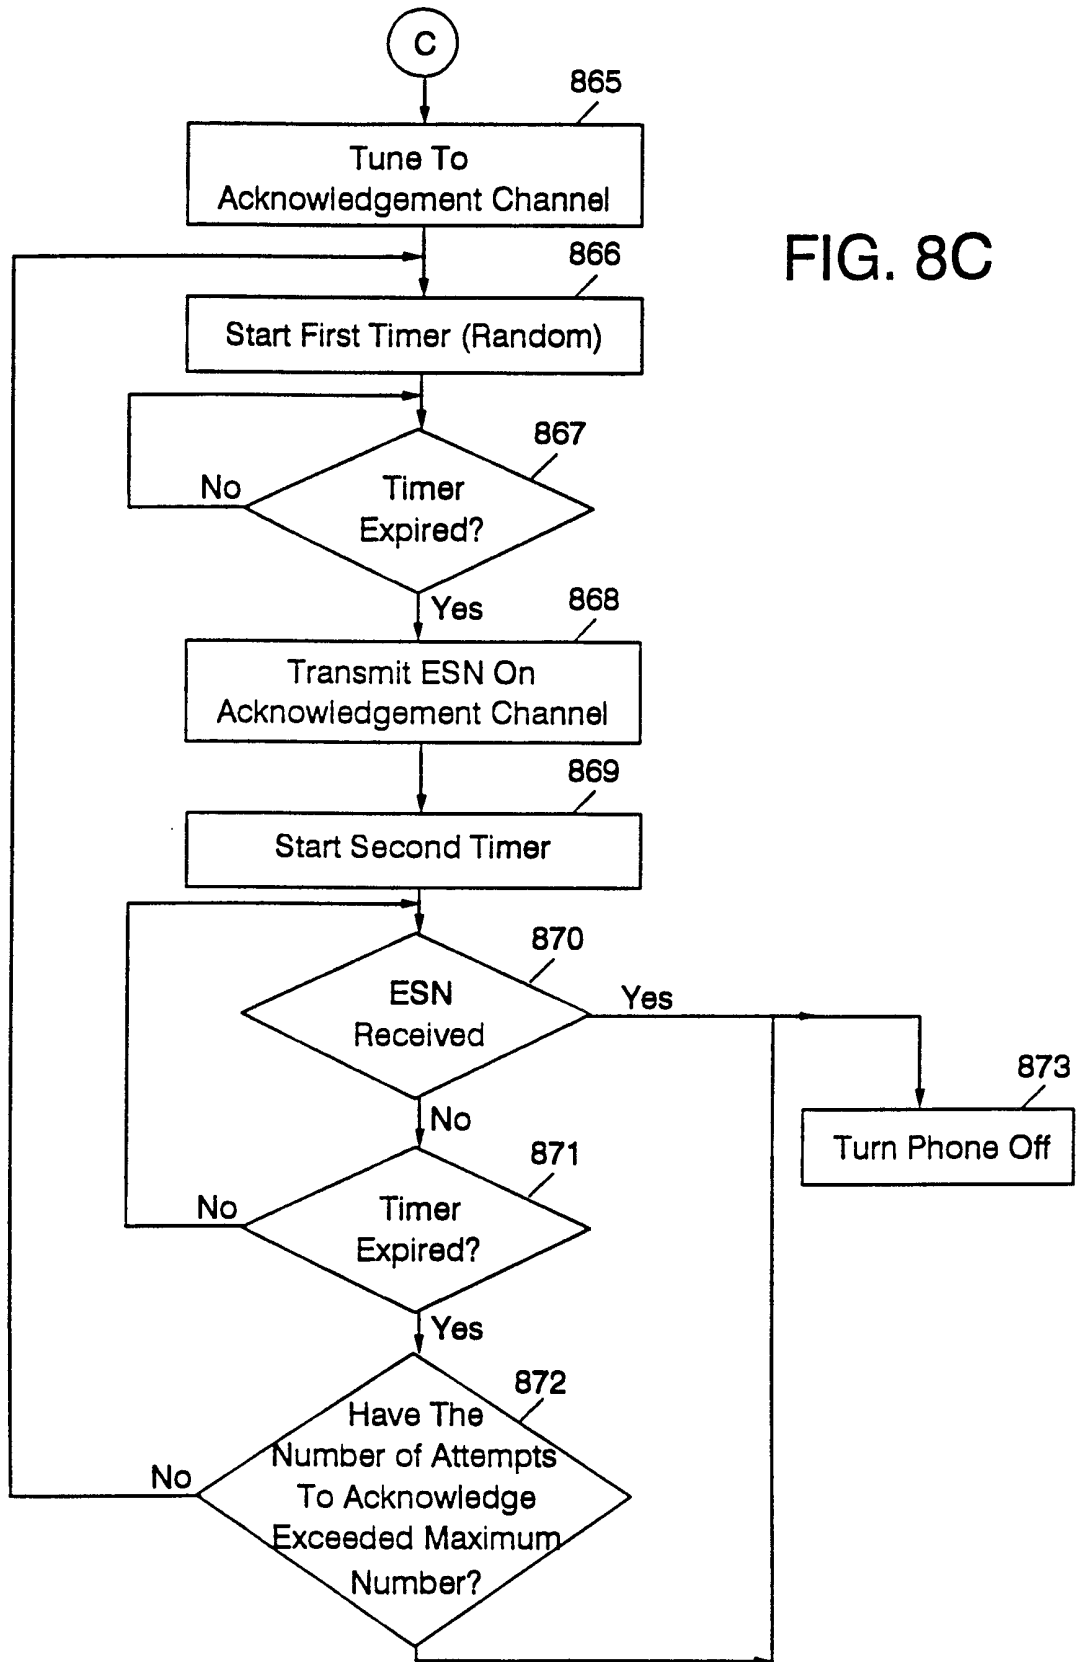 C
865
Tune To
Acknowledgement Channel
FIG. 8C
866
Start First Timer (Random)
867
No
Timer
Expired?
Yes
868
Transmit ESN On
Acknowledgement Channel
869
Start Second Timer
870
ESN
Received
Yes
873
Turn Phone Off
No
871
No
Timer
Expired?
Yes
872
Have The
Number of Attempts
To Acknowledge
Exceeded Maximum
Number?
No